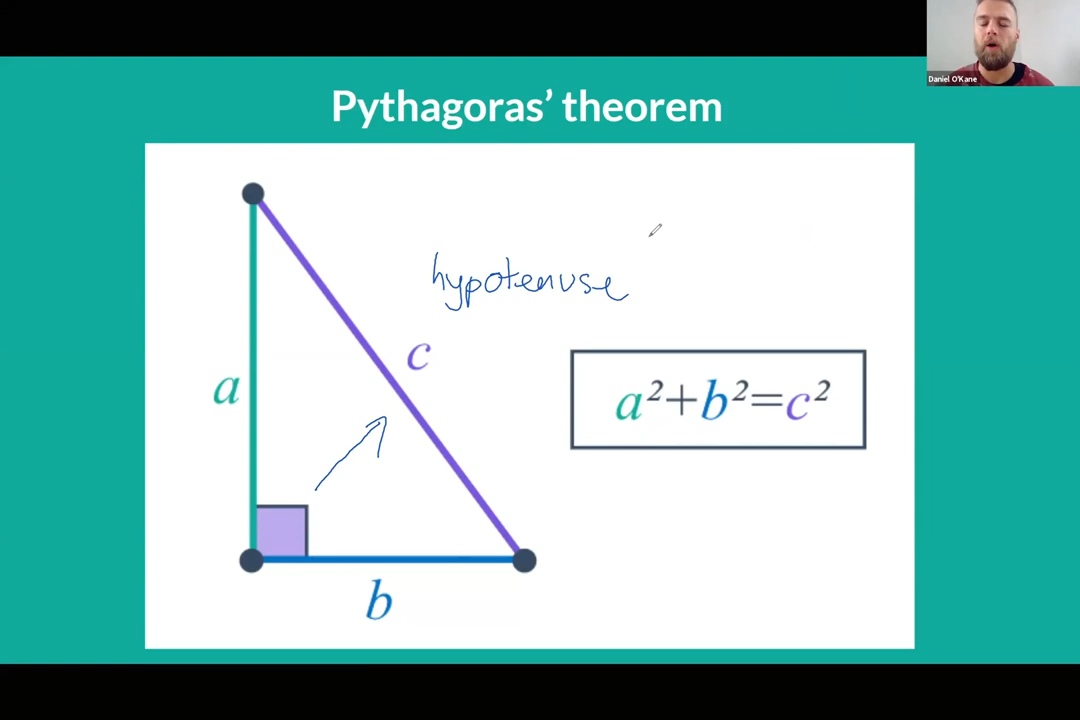 Daniel O'Kane
Pythagoras’ theorem
hypotenuse
c
a
a²+b²=c²
b